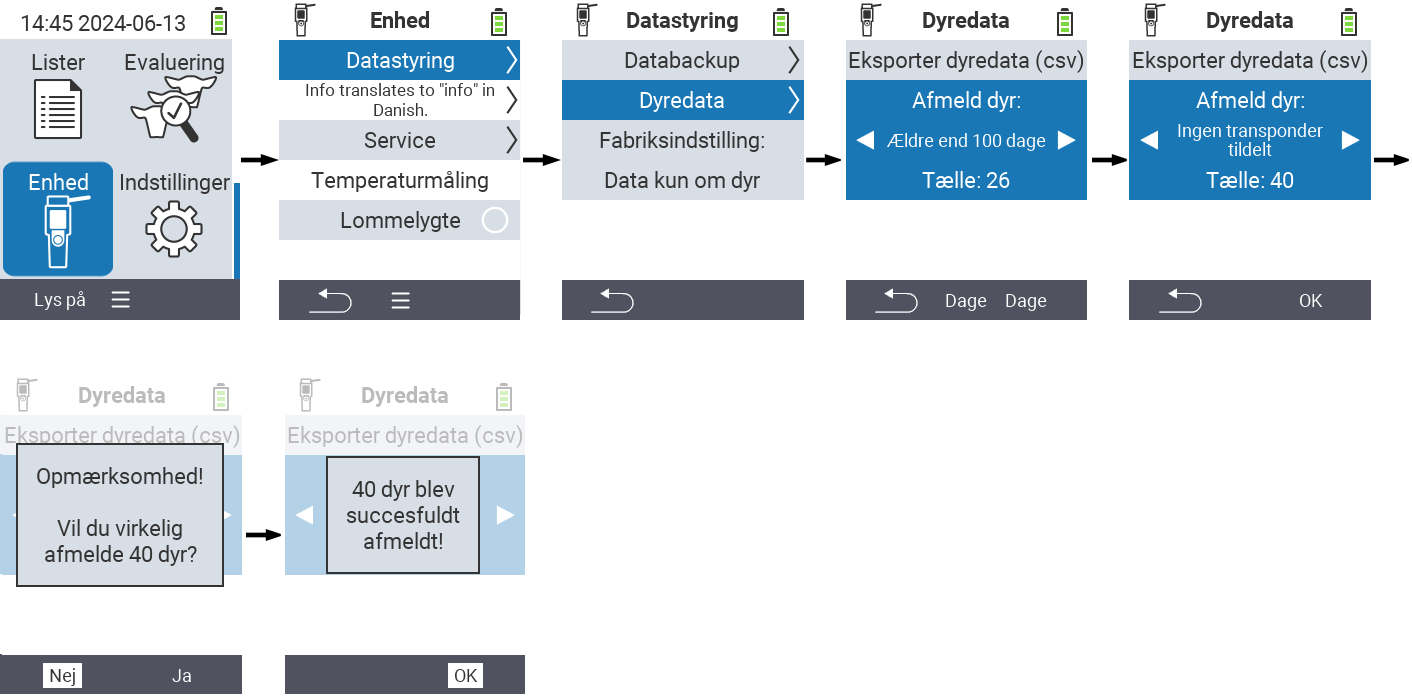 14:45 2024-06-13
Lister
Evaluering
Enhed
Indstillinger
Lys på
Enhed
Datastyring
Info translates to "info" in
Danish.
Service
Temperaturmåling
Lommelygte
Datastyring
Databackup
Dyredata
Fabriksindstilling:
Data kun om dyr
Dyredata
Eksporter dyredata (csv)
Afmeld dyr:
Ældre end 100 dage
Tælle: 26
Dage Dage
Dyredata
Eksporter dyredata (csv)
Afmeld dyr:
Ingen transponder
tildelt
Tælle: 40
OK
Dyredata
Eksporter dyredata (csv)
Opmærksomhed!
Vil du virkelig
afmelde 40 dyr?
Nej Ja
Dyredata
Eksporter dyredata (csv)
40 dyr blev
succesfuldt
afmeldt!
OK